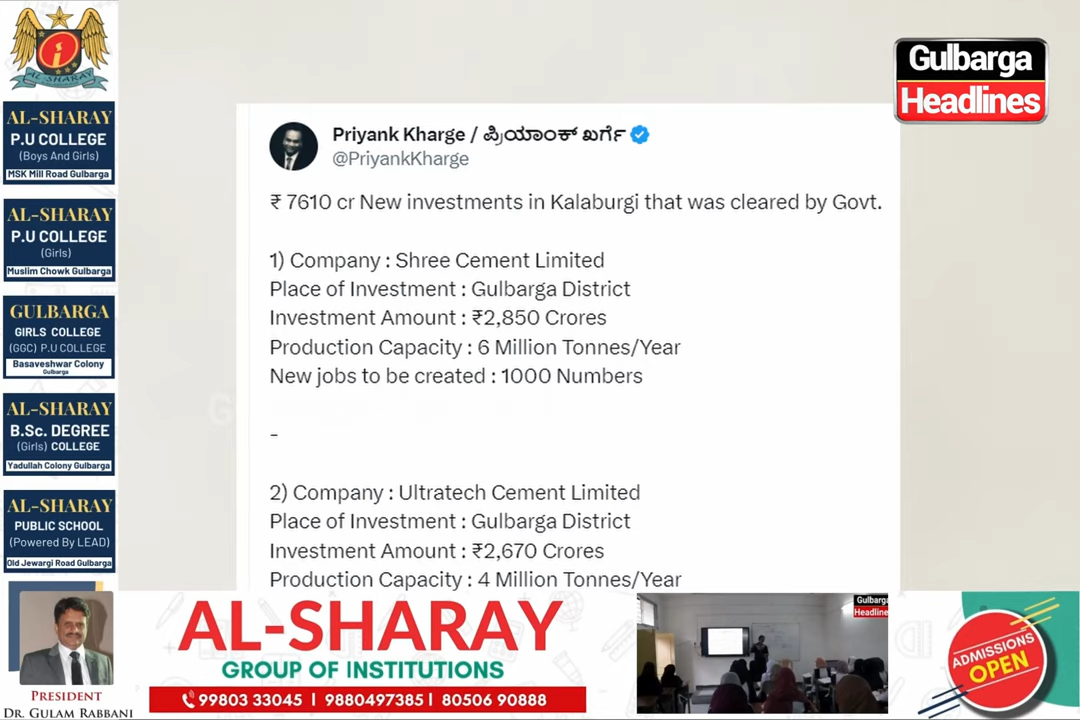 AL-SHARAY
AL-SHARAY
P.U COLLEGE
(Boys And Girls)
MSK Mill Road Gulbarga
AL-SHARAY
P.U COLLEGE
(Girls)
Muslim Chowk Gulbarga
GULBARGA
GIRLS COLLEGE
(GGC) P.U COLLEGE
Basaveshwar Colony
Gulbarga
AL-SHARAY
B.Sc. DEGREE
(Girls) COLLEGE
Yadullah Colony Gulbarga
AL-SHARAY
PUBLIC SCHOOL
(Powered By LEAD)
Old Jewargi Road Gulbarga
PRESIDENT
DR. GULAM RABBANI
Gulbarga
Headlines
Priyank Kharge / ಪ್ರಿಯಾಂಕ್ ಖರ್ಗೆ
@PriyankKharge
₹ 7610 cr New investments in Kalaburgi that was cleared by Govt.
1) Company : Shree Cement Limited
Place of Investment : Gulbarga District
Investment Amount : ₹2,850 Crores
Production Capacity : 6 Million Tonnes/Year
New jobs to be created : 1000 Numbers
-
2) Company : Ultratech Cement Limited
Place of Investment : Gulbarga District
Investment Amount : ₹2,670 Crores
Production Capacity : 4 Million Tonnes/Year
AL-SHARAY
GROUP OF INSTITUTIONS
99803 33045 | 9880497385 | 80506 90888
Gulbarga
Headline
ADMISSIONS
OPEN